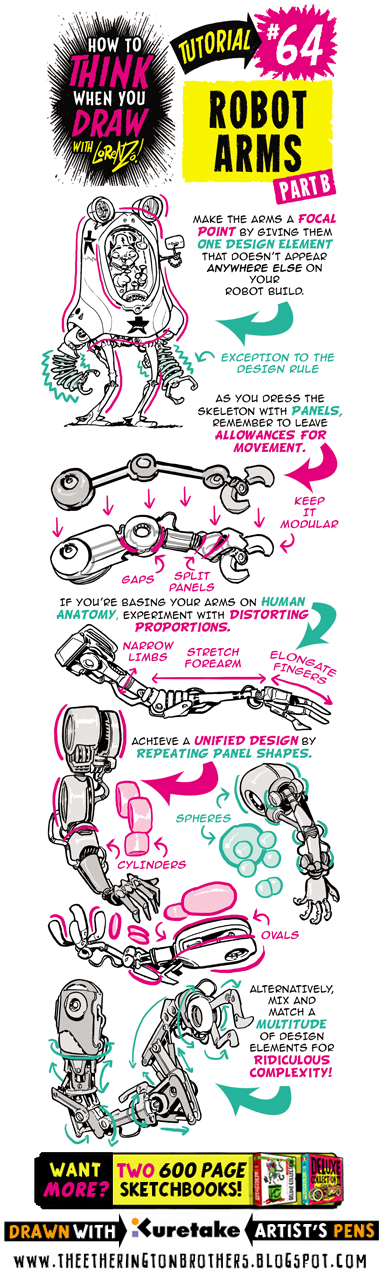 HOW TO
THINK
WHEN YOU
DRAW
WITH LORENZO!
TUTORIAL
#64
ROBOT
ARMS
PART B
MAKE THE ARMS A FOCAL
POINT BY GIVING THEM
ONE DESIGN ELEMENT
THAT DOESN'T APPEAR
ANYWHERE ELSE ON
YOUR
ROBOT BUILD.
EXCEPTION TO THE
DESIGN RULE
AS YOU DRESS THE
SKELETON WITH PANELS,
REMEMBER TO LEAVE
ALLOWANCES FOR
MOVEMENT.
KEEP
IT
MODULAR
GAPS
SPLIT
PANELS
IF YOU'RE BASING YOUR ARMS ON HUMAN
ANATOMY, EXPERIMENT WITH DISTORTING
PROPORTIONS.
NARROW
LIMBS
STRETCH
FOREARM
ELONGATE
FINGERS
ACHIEVE A UNIFIED DESIGN BY
REPEATING PANEL SHAPES.
SPHERES
CYLINDERS
OVALS
ALTERNATIVELY,
MIX AND
MATCH A
MULTITUDE
OF DESIGN
ELEMENTS FOR
RIDICULOUS
COMPLEXITY!
WANT
MORE?
TWO 600 PAGE
SKETCHBOOKS!
DELUXE
COLLECTION
DRAWN WITH Kuretake ARTIST'S PENS
WWW.THEETHERINGTONBROTHERS.BLOGSPOT.COM